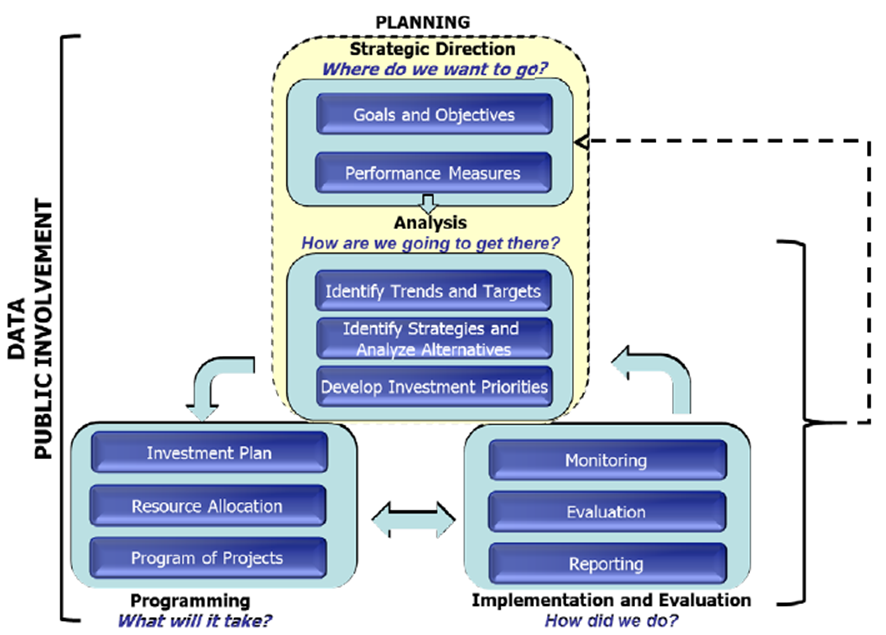 PLANNING
Strategic Direction
Where do we want to go?
Goals and Objectives
Performance Measures
Analysis
How are we going to get there?
Identify Trends and Targets
Identify Strategies and
Analyze Alternatives
Develop Investment Priorities
DATA
PUBLIC INVOLVEMENT
Investment Plan
Resource Allocation
Program of Projects
Programming
What will it take?
Monitoring
Evaluation
Reporting
Implementation and Evaluation
How did we do?